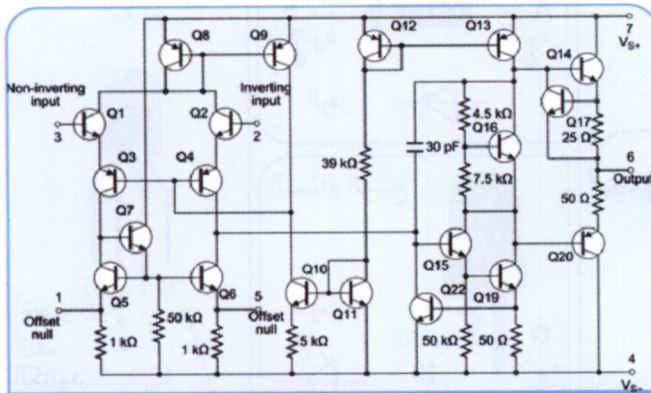 Q12
Q13
7
V_S+
Q8
Q9
Q14
Non-inverting
input
Inverting
input
Q1
Q2
3
2
4.5 kΩ
Q16
Q17
25 Ω
30 pF
6
Output
Q3
Q4
39 kΩ
7.5 kΩ
50 Ω
Q7
Q15
Q20
1
Q5
Q6
5
Q10
Q11
Q22
Q19
Offset
null
50 kΩ
Offset
null
1 kΩ
1 kΩ
5 kΩ
50 kΩ
50 Ω
4
V_S−